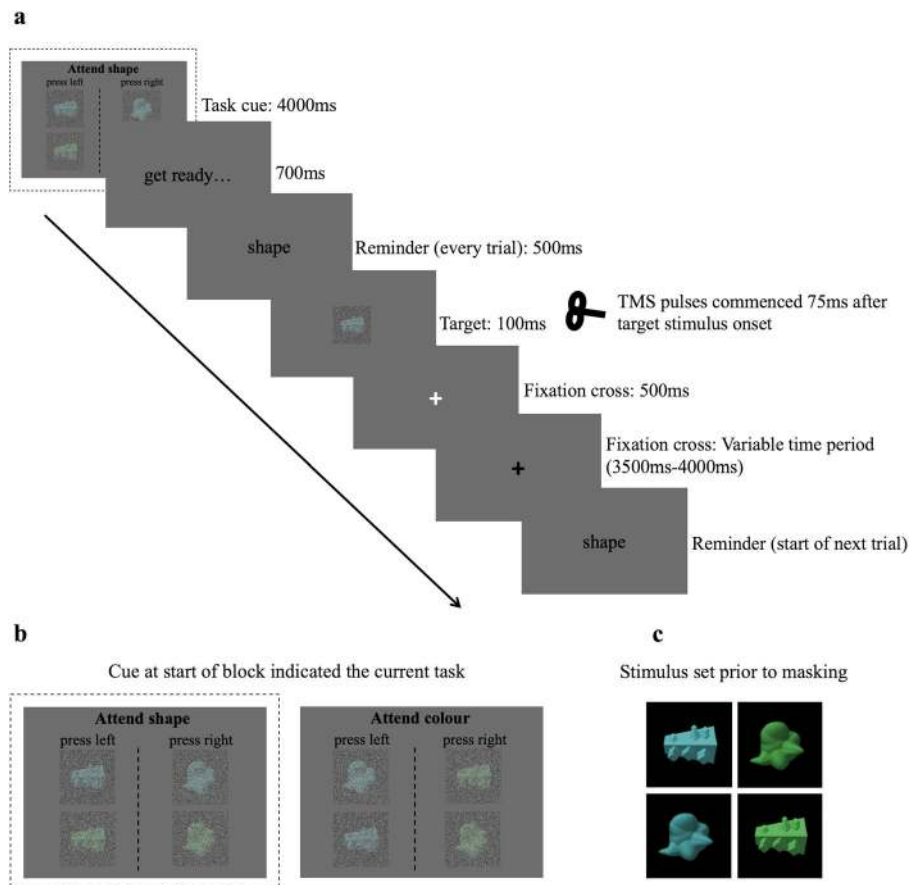 a
Attend shape
press left press right
Task cue: 4000ms
get ready…
700ms
shape
Reminder (every trial): 500ms
Target: 100ms
TMS pulses commenced 75ms after
target stimulus onset
Fixation cross: 500ms
Fixation cross: Variable time period
(3500ms-4000ms)
shape
Reminder (start of next trial)
b
Cue at start of block indicated the current task
Attend shape
press left press right
Attend colour
press left press right
c
Stimulus set prior to masking